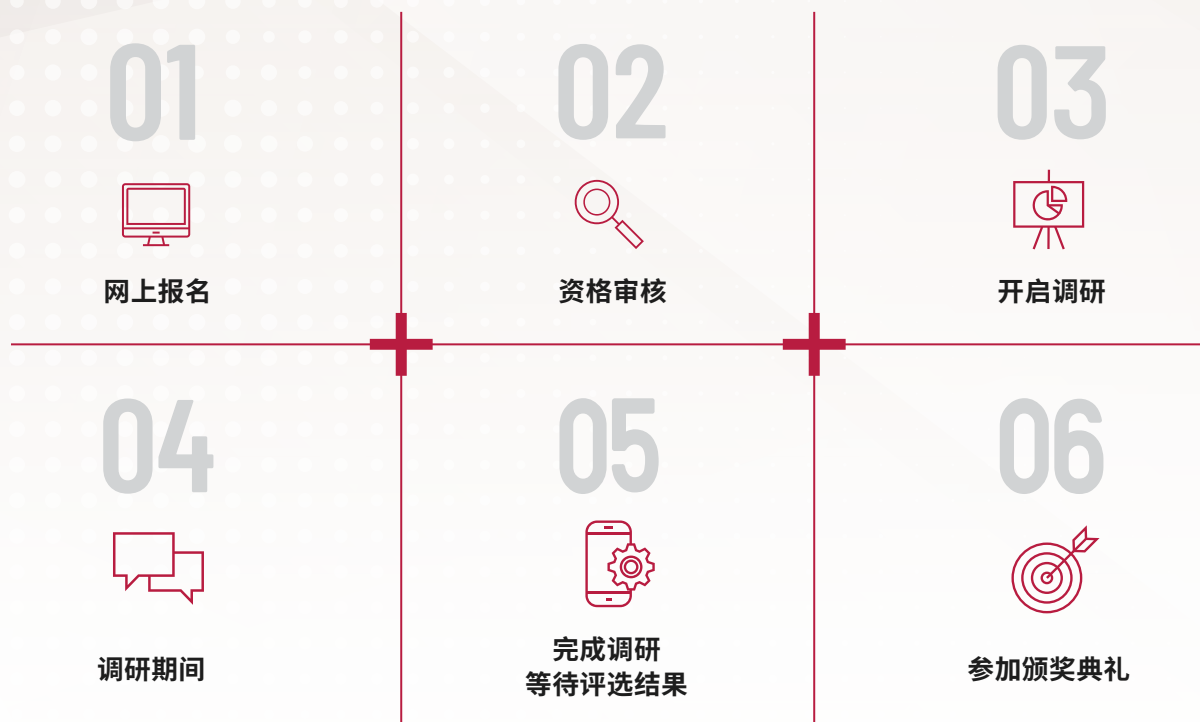 01
网上报名
02
资格审核
03
开启调研
04
调研期间
05
完成调研
等待评选结果
06
参加颁奖典礼